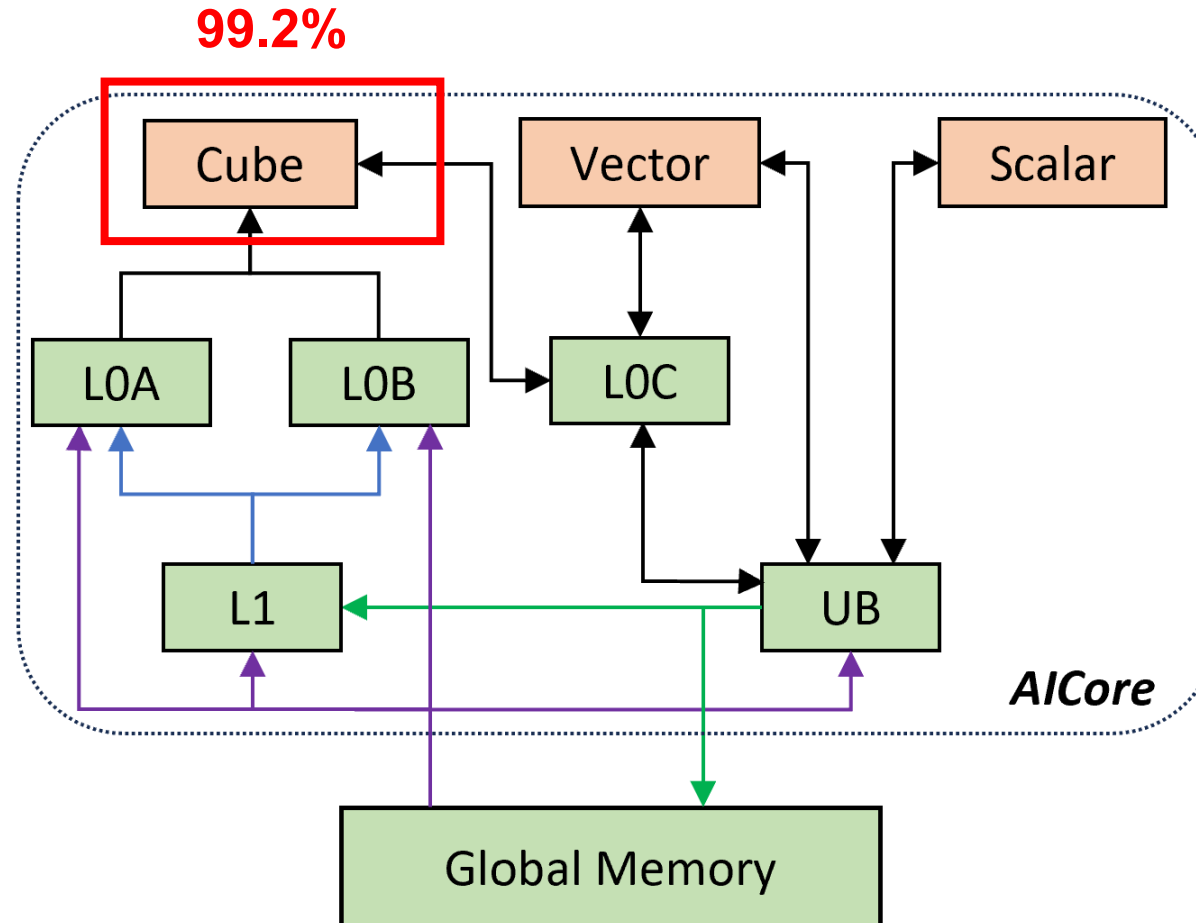 99.2%
Cube
Vector
Scalar
L0A
L0B
L0C
L1
UB
AICore
Global Memory